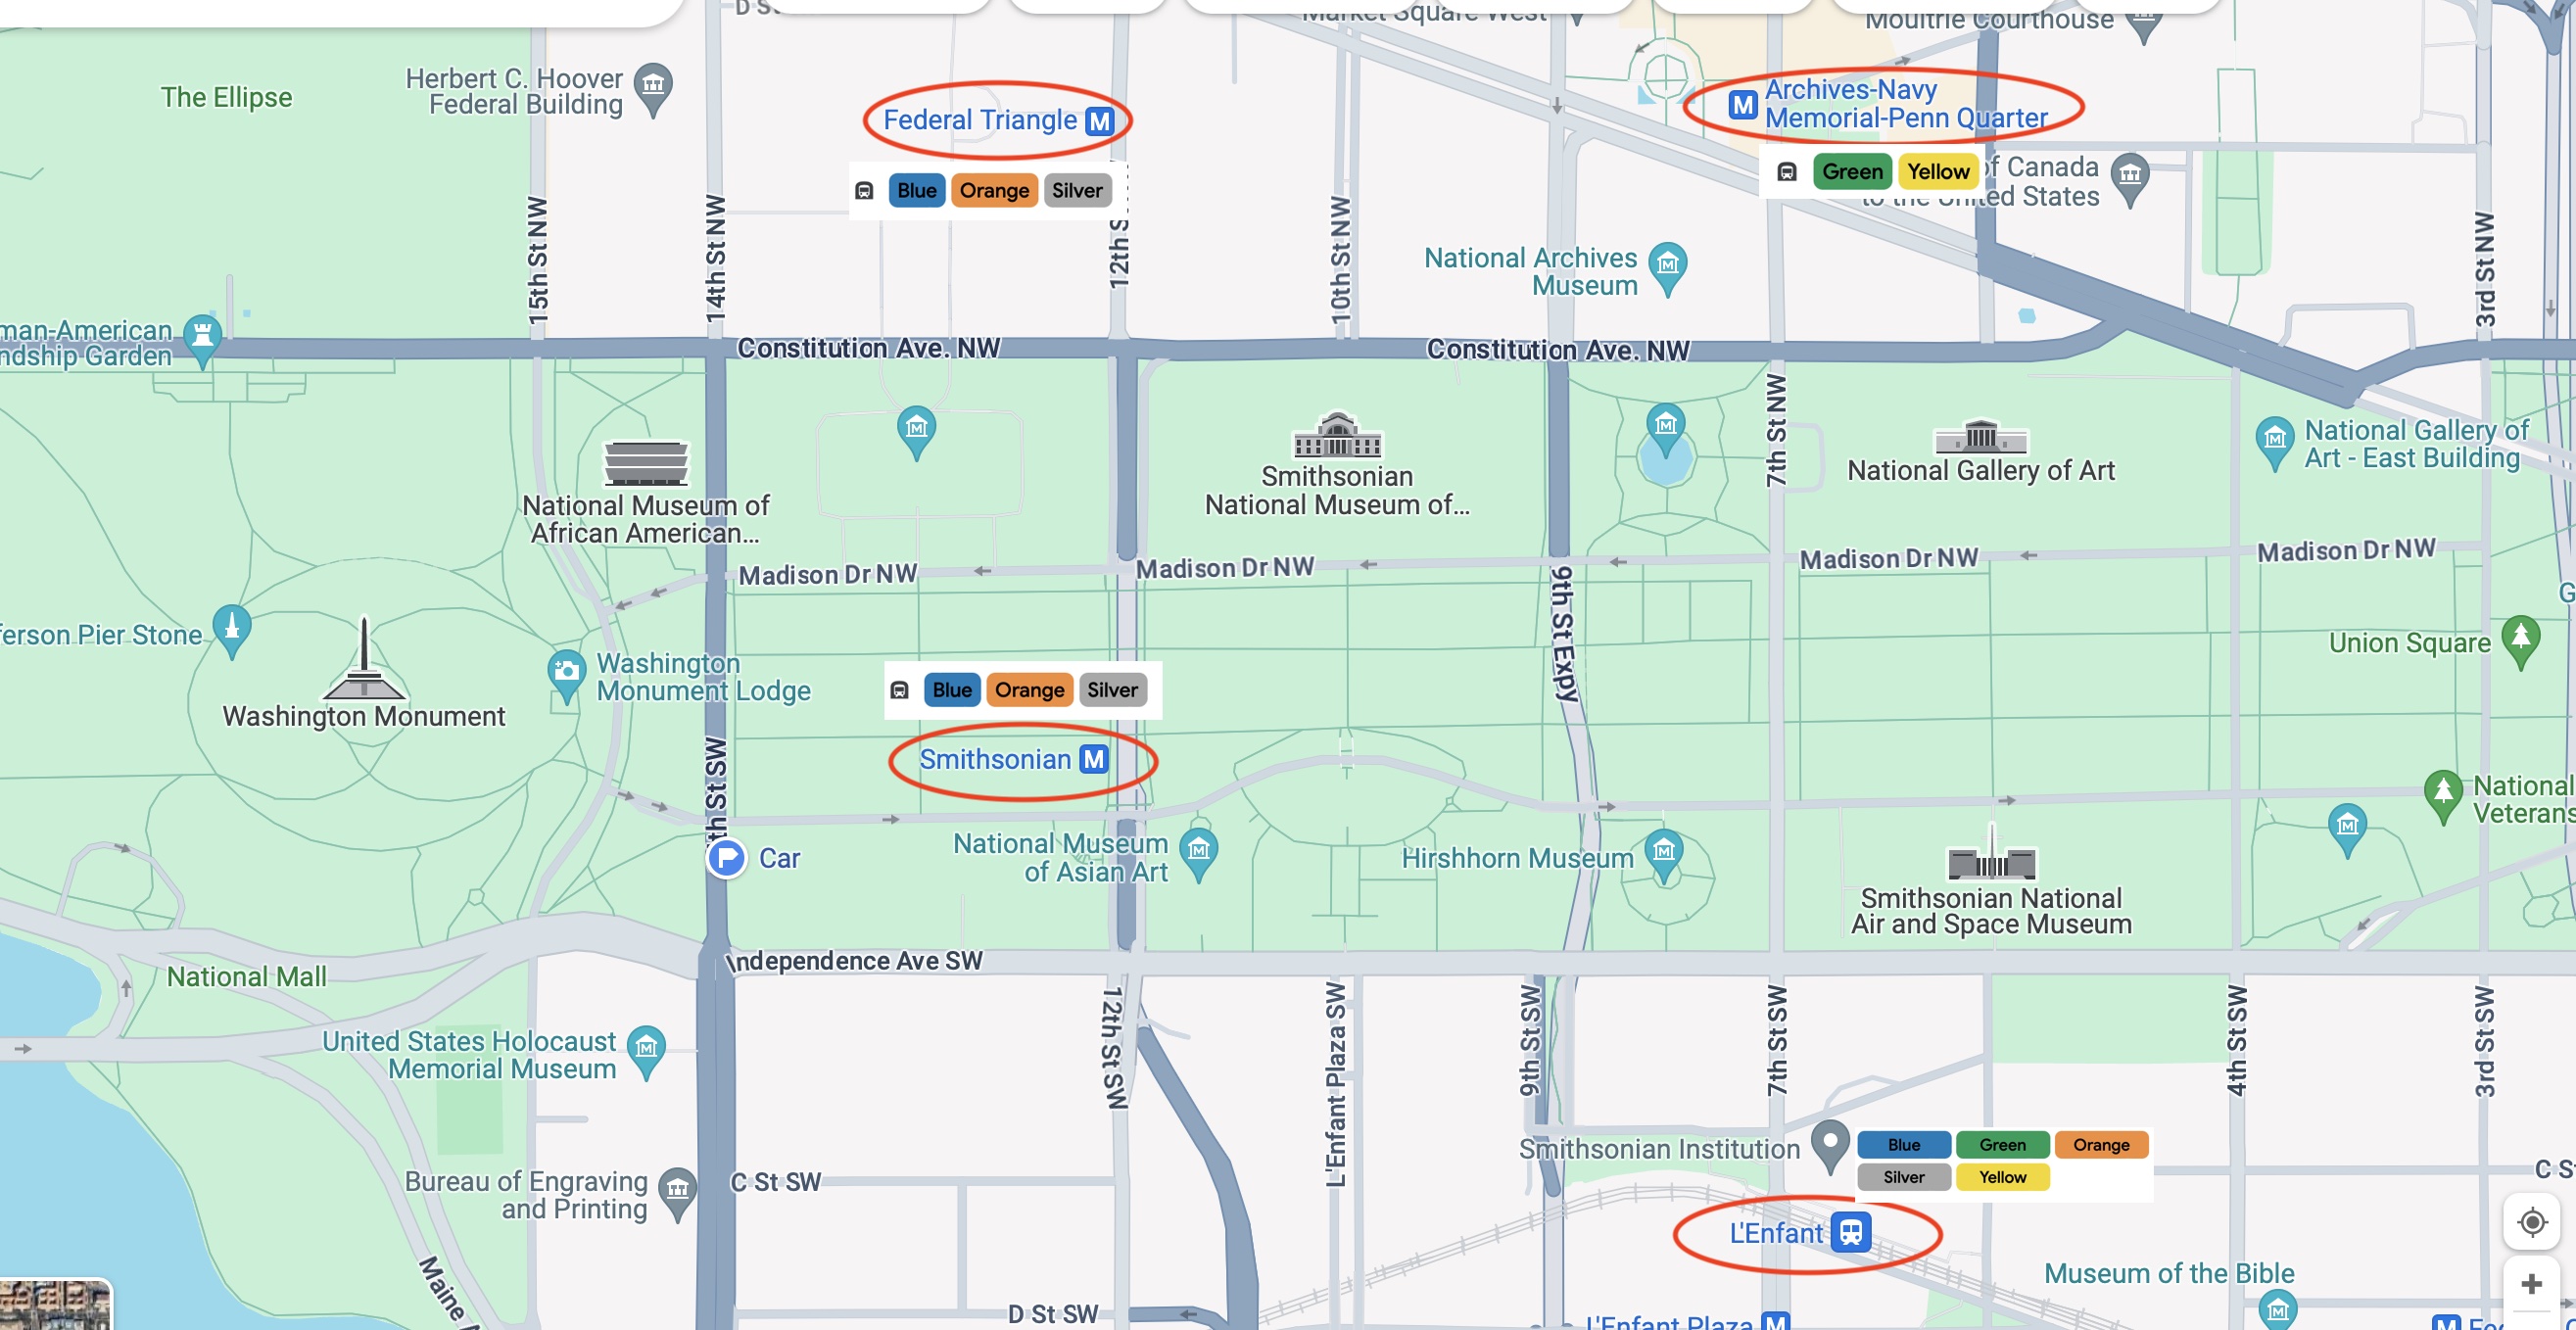 D St
Market Square West
Moultrie Courthouse
The Ellipse
Herbert C. Hoover
Federal Building
Federal Triangle M
Blue Orange Silver
M Archives-Navy
Memorial-Penn Quarter
Green Yellow
of Canada
to the United States
National Archives
Museum
15th St NW
14th St NW
12th S
10th St NW
3rd St NW
man-American
ndship Garden
Constitution Ave. NW
Constitution Ave. NW
7th St NW
National Museum of
African American...
Smithsonian
National Museum of...
National Gallery of Art
National Gallery of
Art - East Building
Madison Dr NW
Madison Dr NW
Madison Dr NW
Madison Dr NW
9th St Expy
G
ferson Pier Stone
Washington
Monument Lodge
Washington Monument
Union Square
Blue Orange Silver
Smithsonian M
th St SW
Car
National Museum
of Asian Art
Hirshhorn Museum
Smithsonian National
Air and Space Museum
National
Veterans
Independence Ave SW
National Mall
12th St SW
L'Enfant Plaza SW
9th St SW
7th St SW
4th St SW
3rd St SW
United States Holocaust
Memorial Museum
Smithsonian Institution
Blue Green Orange
Silver Yellow
C St
Bureau of Engraving
and Printing
C St SW
L'Enfant
Maine
Museum of the Bible
D St SW
L'Enfant Plaza M
M Fed